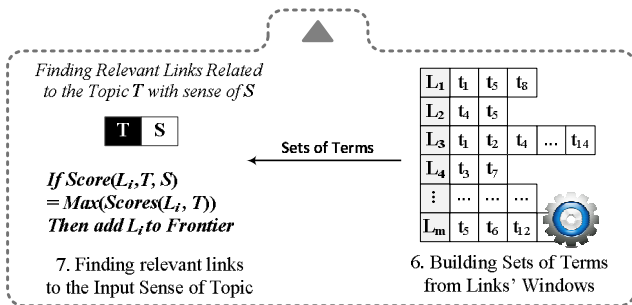 Finding Relevant Links Related
to the Topic T with sense of S
T S
If Score(Li,T, S)
= Max(Scores(Li , T))
Then add Li to Frontier
7. Finding relevant links
to the Input Sense of Topic
Sets of Terms
L1 t1 t5 t8
L2 t4 t5
L3 t1 t2 t4 ... t14
L4 t3 t7
⋮ ... ... ...
Lm t5 t6 t12
6. Building Sets of Terms
from Links' Windows